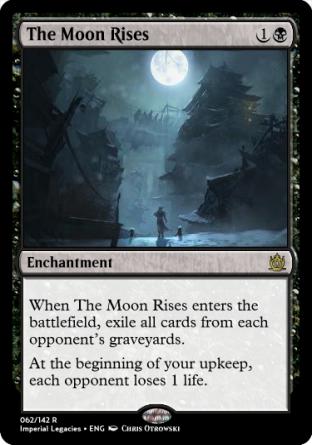 The Moon Rises 1
Enchantment
When The Moon Rises enters the
battlefield, exile all cards from each
opponent's graveyards.
At the beginning of your upkeep,
each opponent loses 1 life.
062/142 R
Imperial Legacies • ENG Chris Otrowski